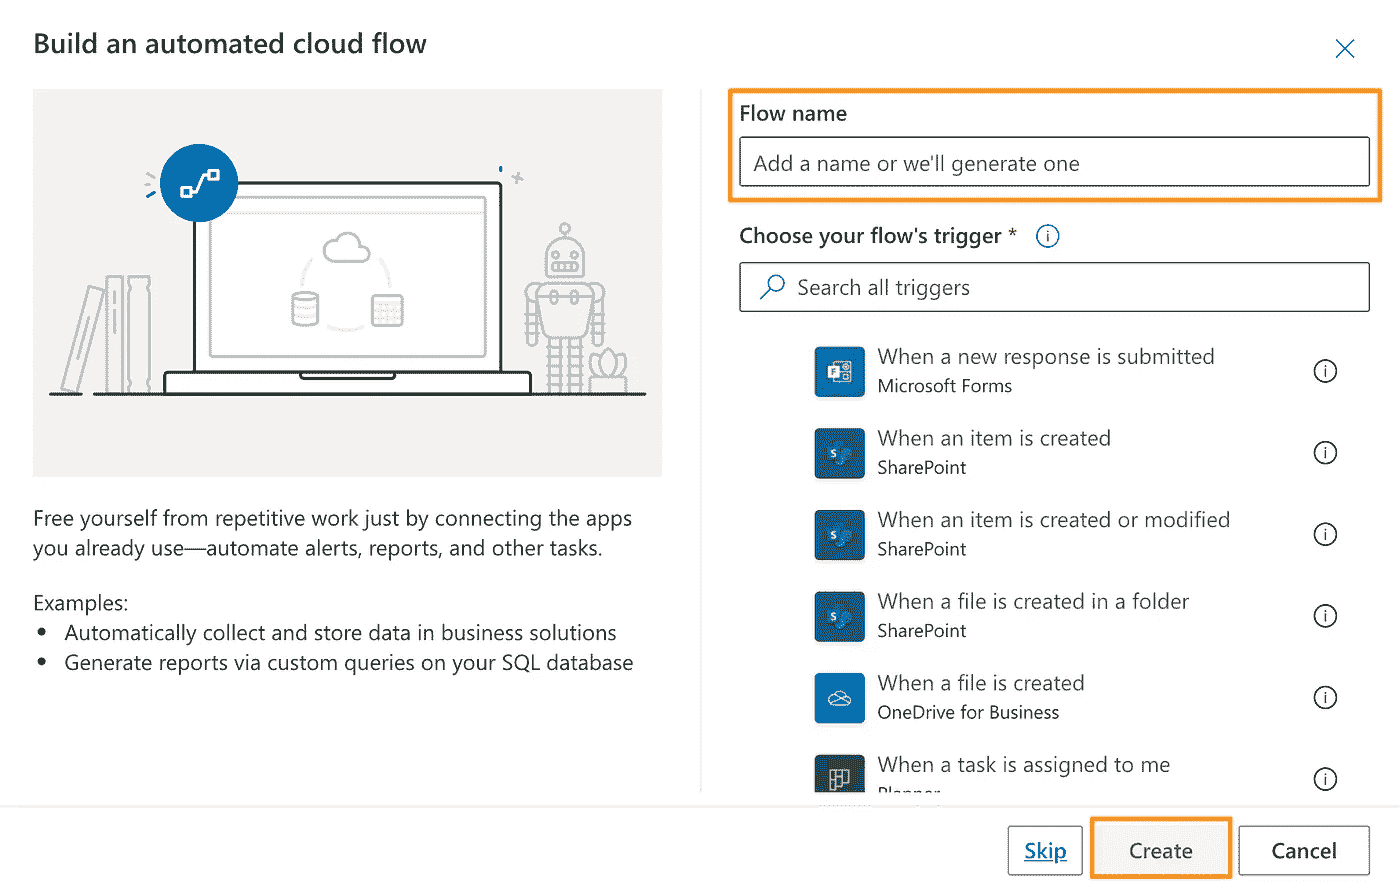 Build an automated cloud flow
Free yourself from repetitive work just by connecting the apps
you already use—automate alerts, reports, and other tasks.
Examples:
• Automatically collect and store data in business solutions
• Generate reports via custom queries on your SQL database
Flow name
Add a name or we'll generate one
Choose your flow's trigger *
Search all triggers
When a new response is submitted
Microsoft Forms
When an item is created
SharePoint
When an item is created or modified
SharePoint
When a file is created in a folder
SharePoint
When a file is created
OneDrive for Business
When a task is assigned to me
Planner
Skip
Create
Cancel